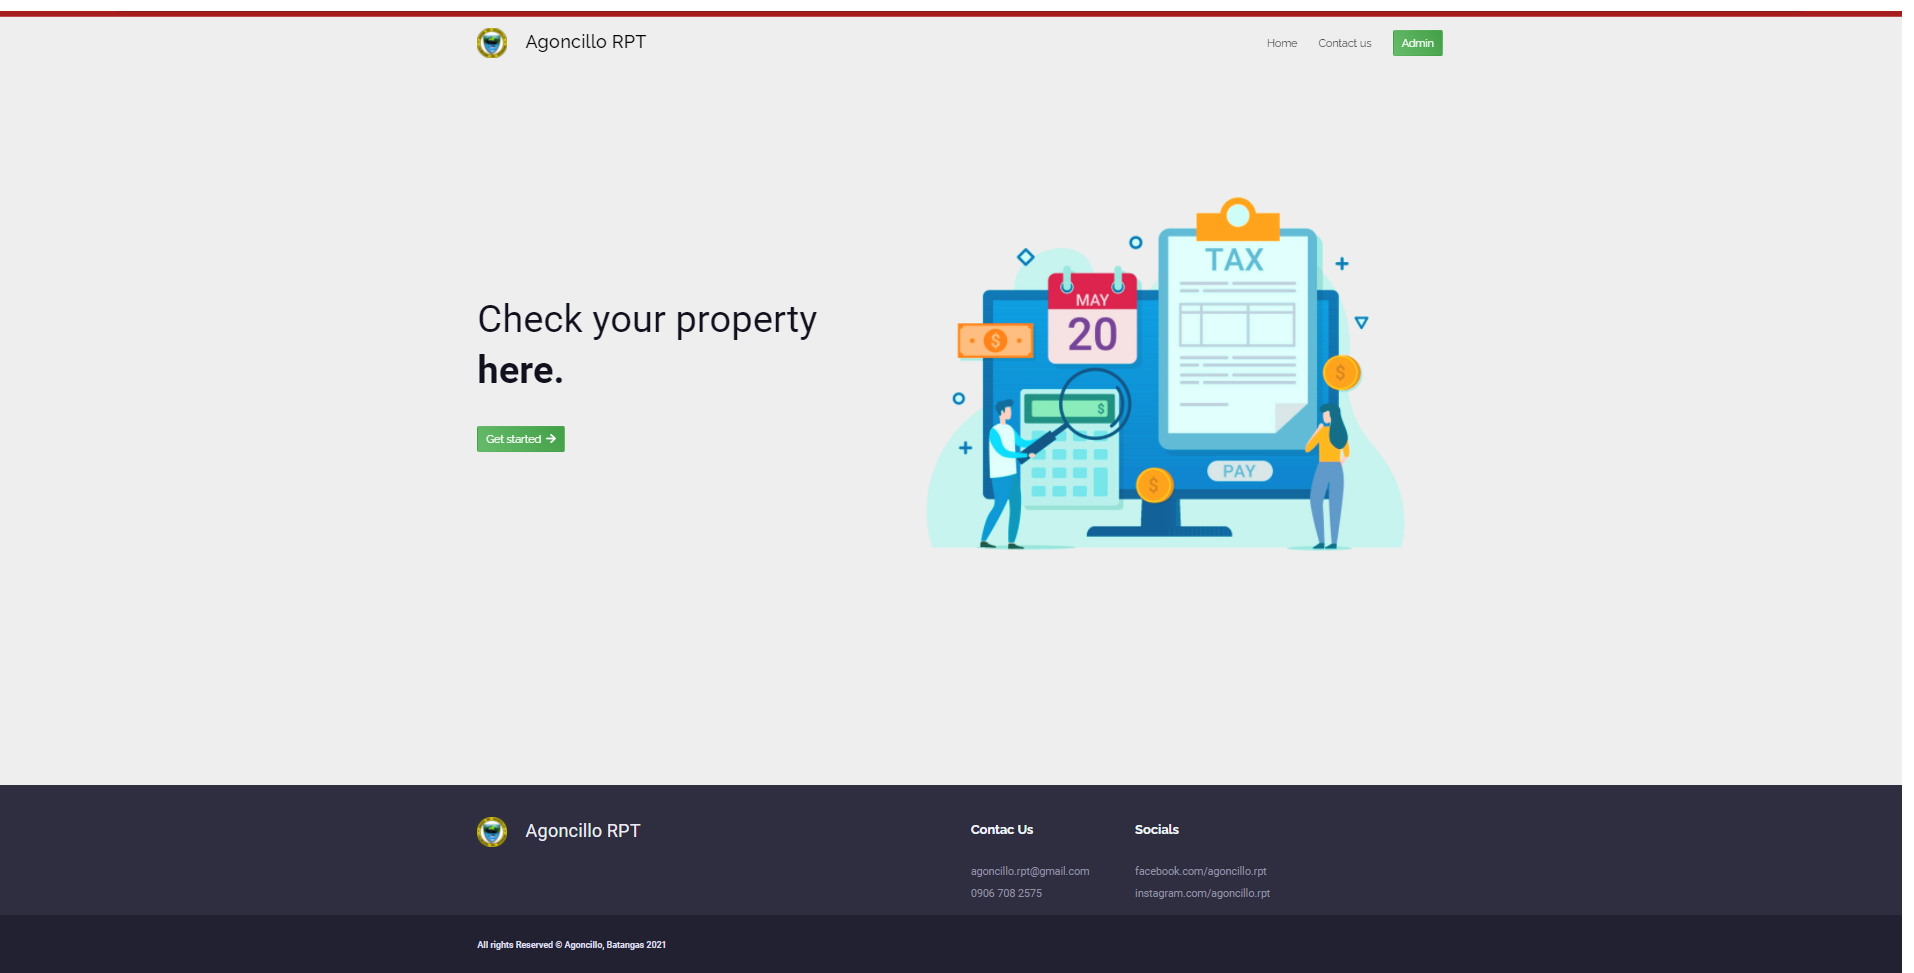 Agoncillo RPT
Home Contact us Admin
Check your property
here.
Get started
TAX
MAY
20
$
$
$
$
PAY
Agoncillo RPT
Contac Us
agoncillo.rpt@gmail.com
0906 708 2575
Socials
facebook.com/agoncillo.rpt
instagram.com/agoncillo.rpt
All rights Reserved © Agoncillo, Batangas 2021